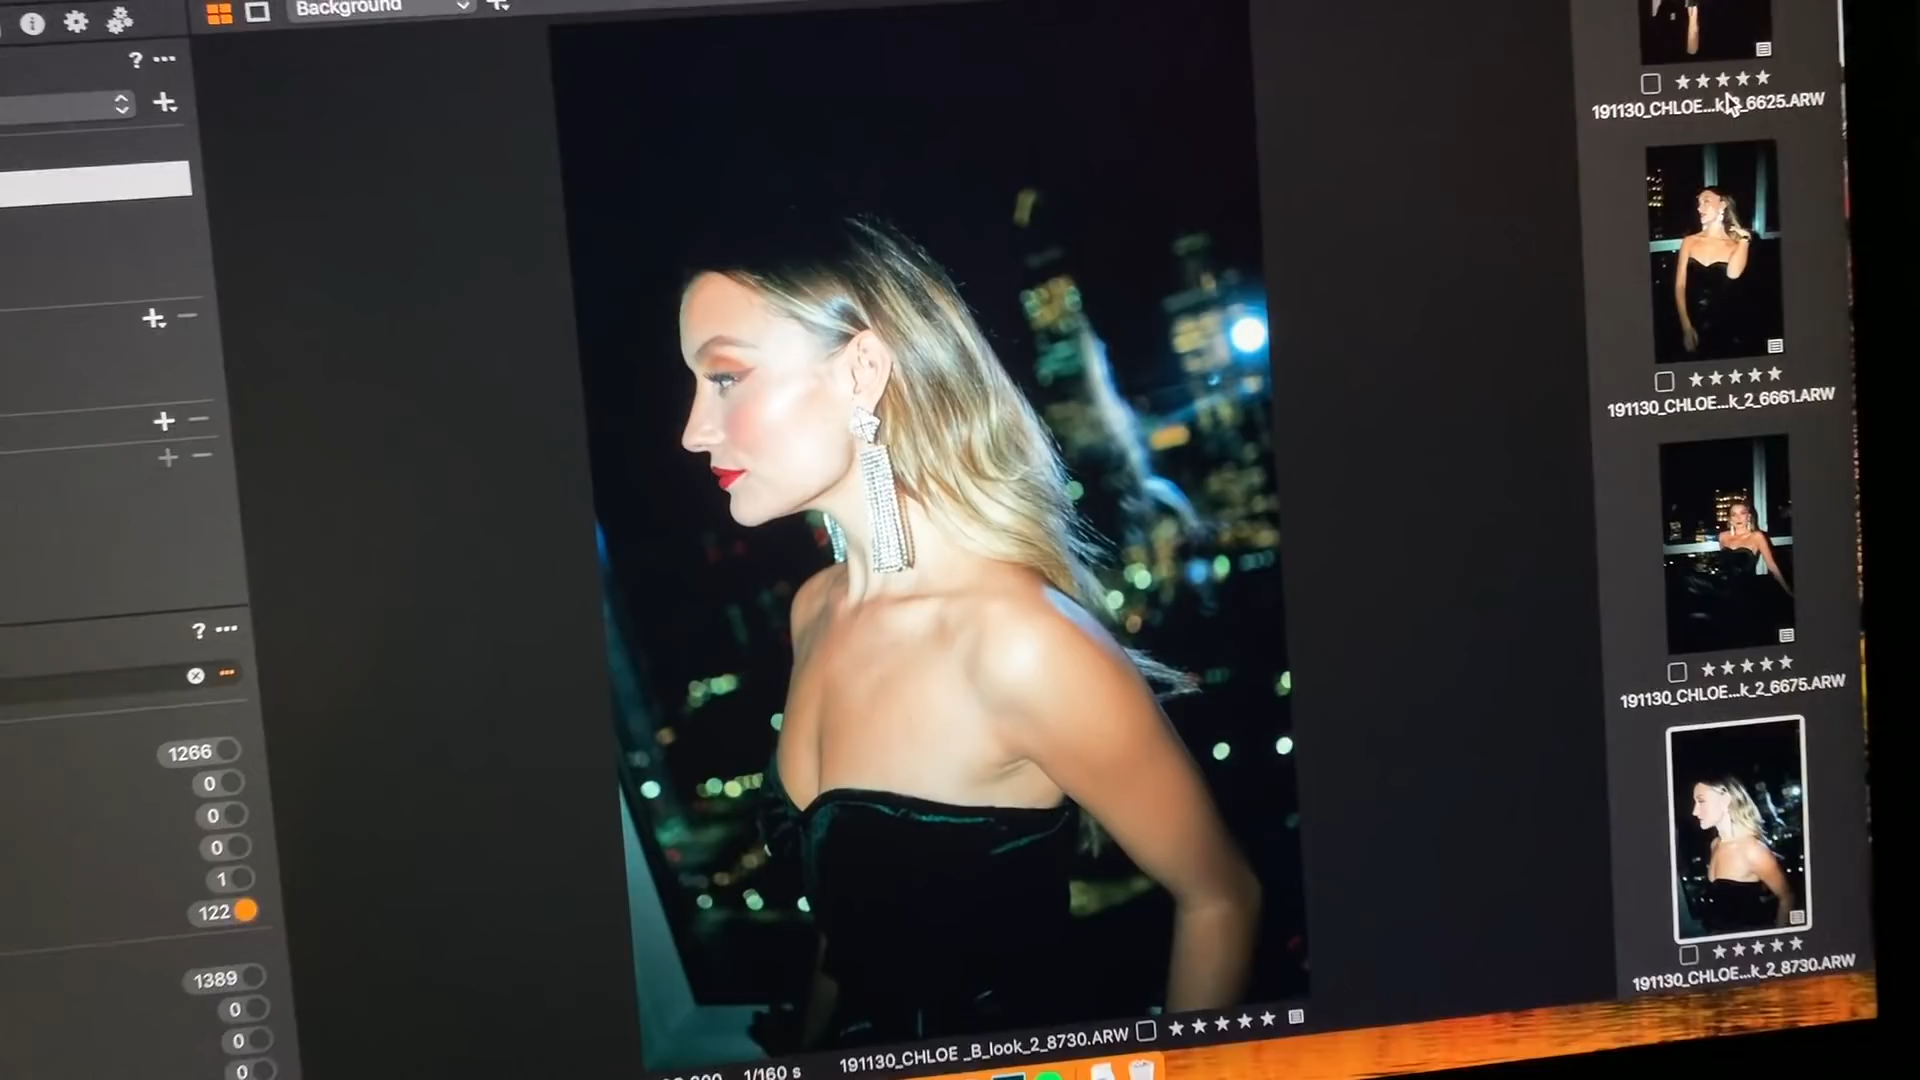 Background
?
191130_CHLOE...k_2_6625.ARW
191130_CHLOE...k_2_6661.ARW
?
191130_CHLOE...k_2_6675.ARW
1266
0
0
0
1
122
191130_CHLOE...k_2_8730.ARW
1389
0
0
0
191130_CHLOE _B_look_2_8730.ARW
1/160 s